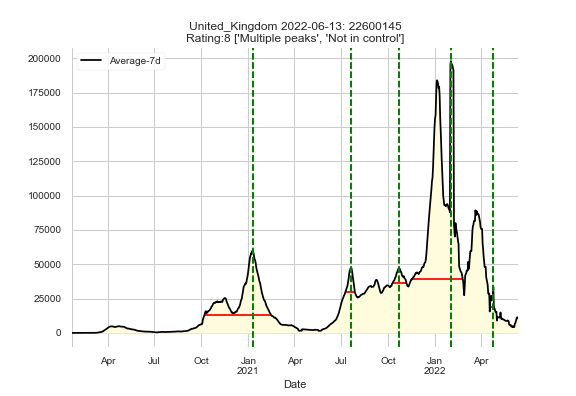 United_Kingdom 2022-06-13: 22600145
Rating:8 ['Multiple peaks', 'Not in control']
Average-7d
200000
175000
150000
125000
100000
75000
50000
25000
0
Apr Jul Oct Jan Apr Jul Oct Jan Apr
2021 2022
Date